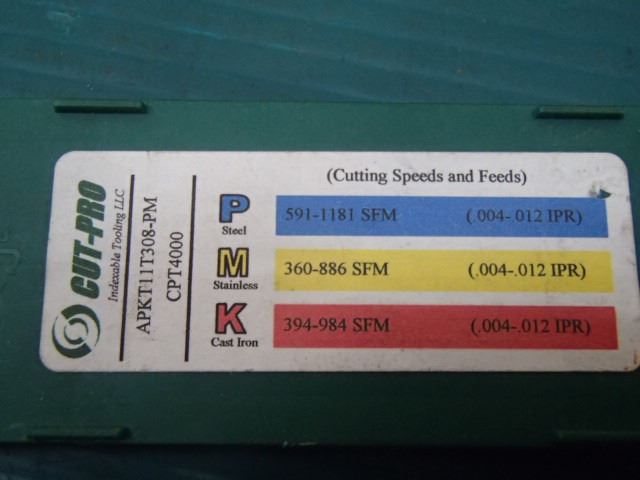 CUT-PRO
Indexable Tooling LLC
APKT11T308-PM
CPT4000
(Cutting Speeds and Feeds)
P Steel 591-1181 SFM (.004-.012 IPR)
M Stainless 360-886 SFM (.004-.012 IPR)
K Cast Iron 394-984 SFM (.004-.012 IPR)